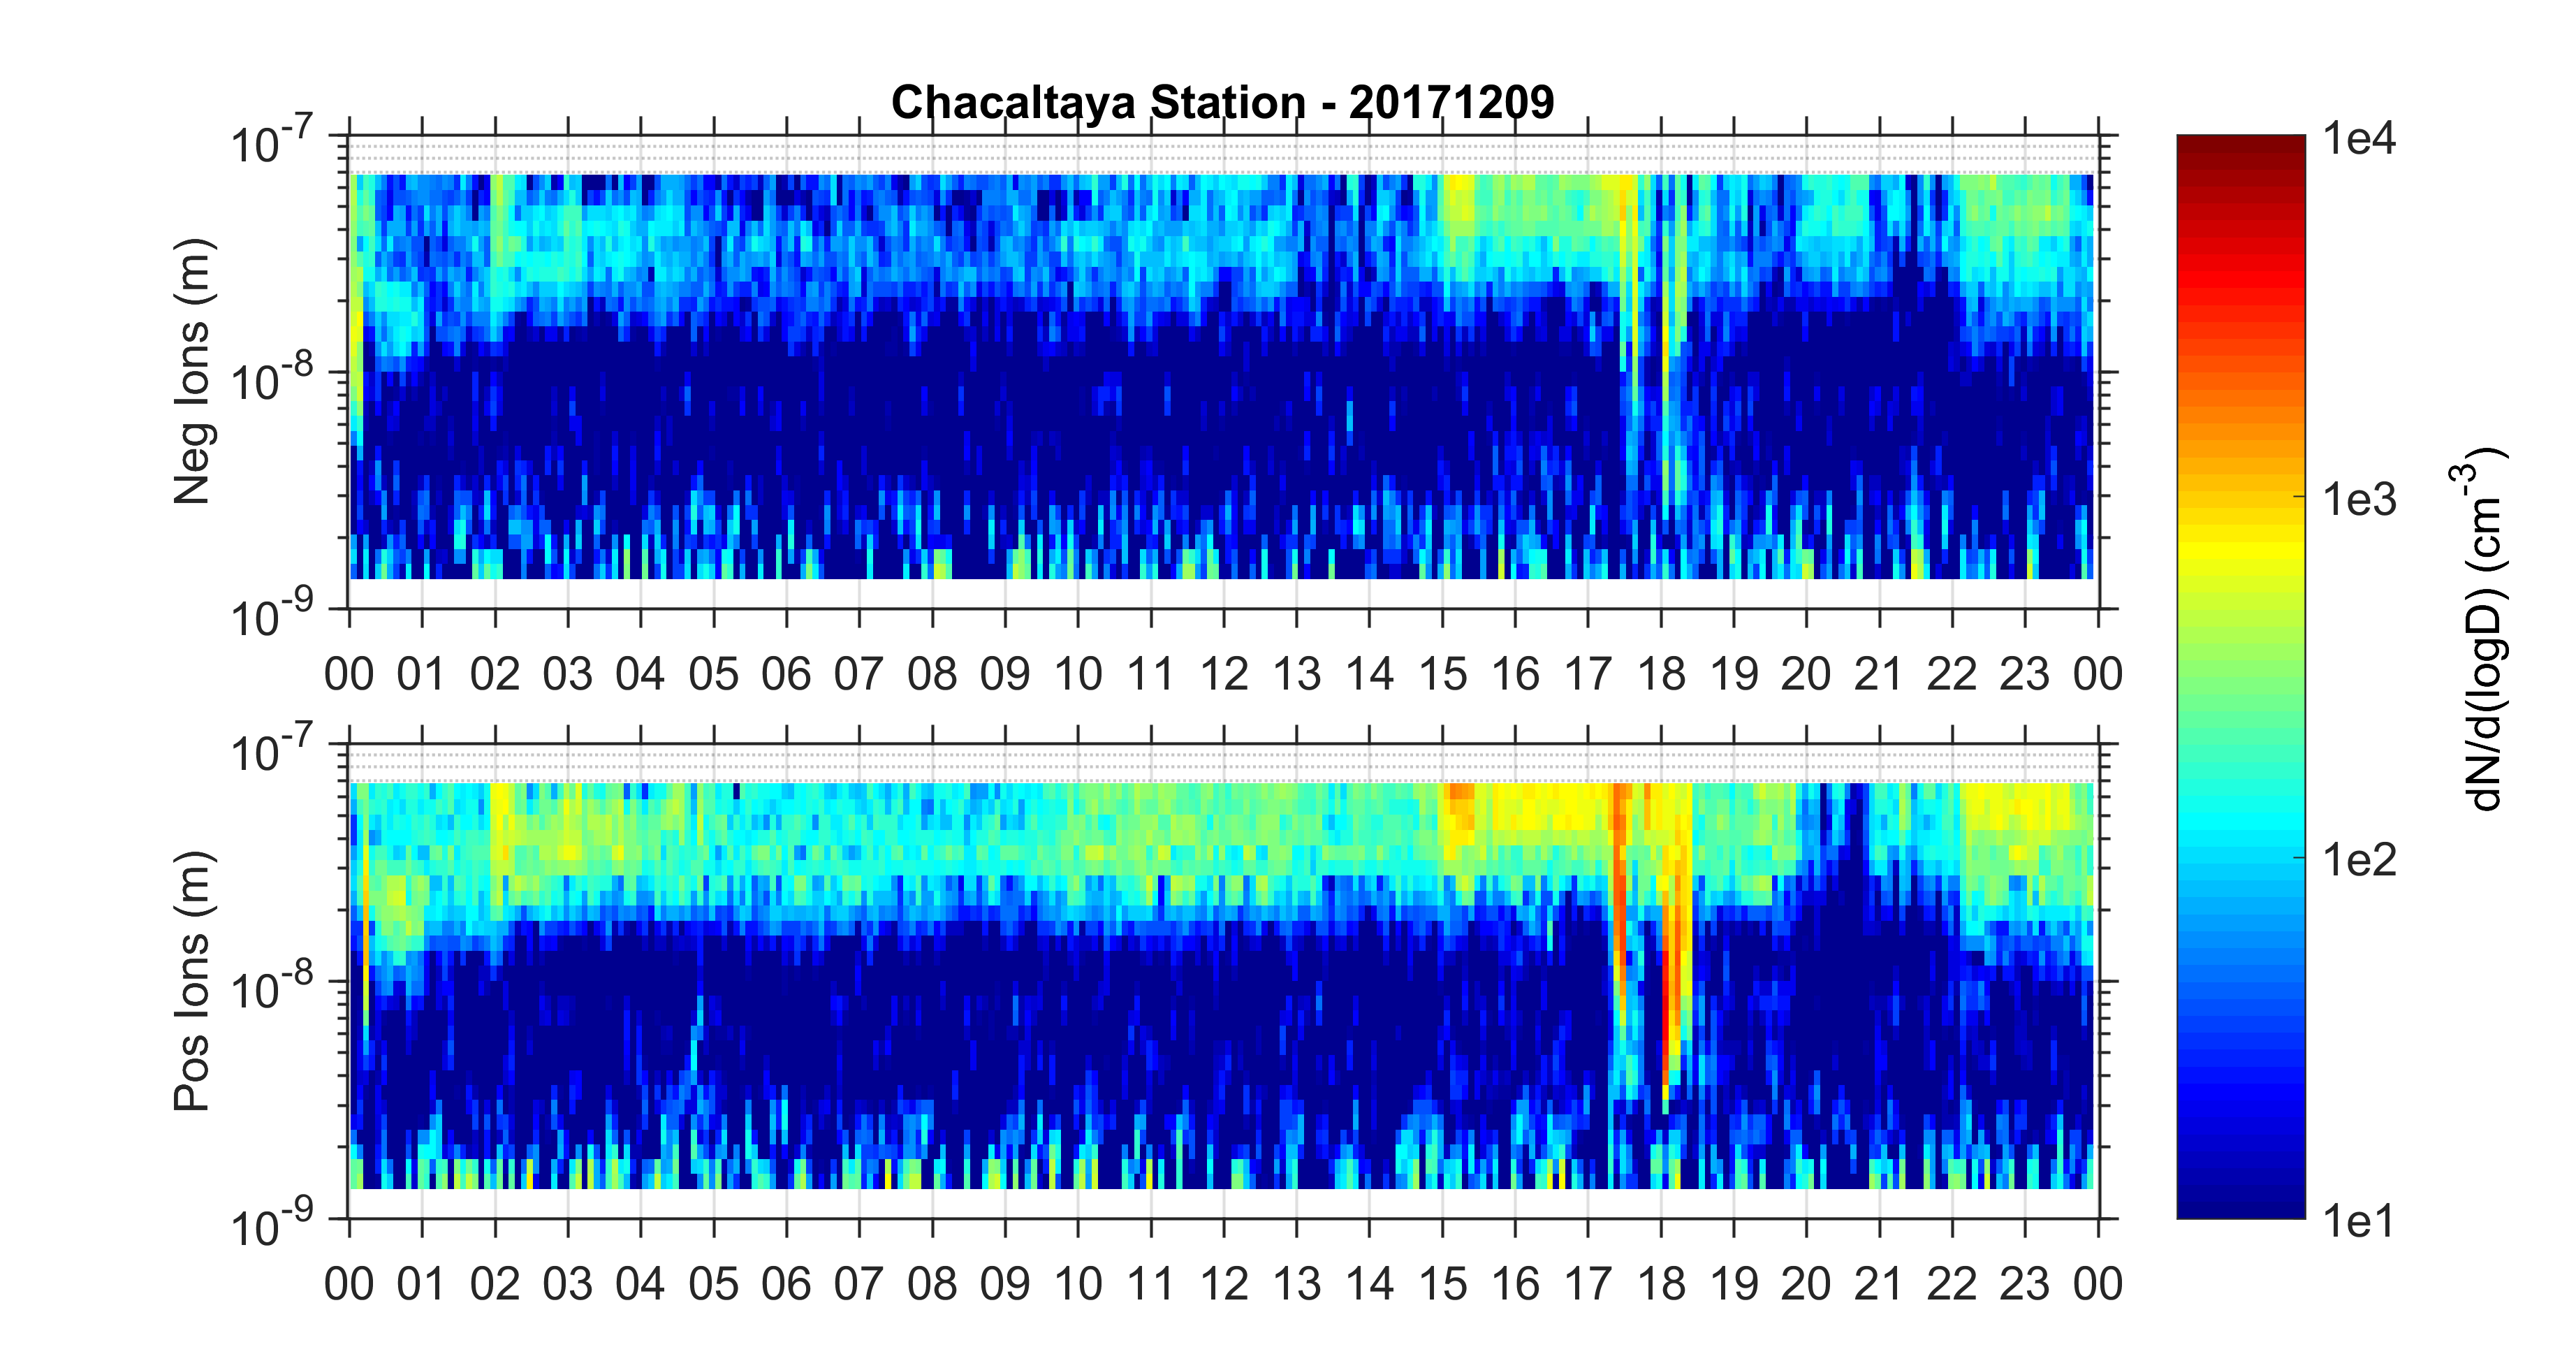 Chacaltaya Station - 20171209
10^-7
10^-8
10^-9
Neg Ions (m)
00 01 02 03 04 05 06 07 08 09 10 11 12 13 14 15 16 17 18 19 20 21 22 23 00
10^-7
10^-8
10^-9
Pos Ions (m)
00 01 02 03 04 05 06 07 08 09 10 11 12 13 14 15 16 17 18 19 20 21 22 23 00
1e4
1e3
1e2
1e1
dN/d(logD) (cm^-3)